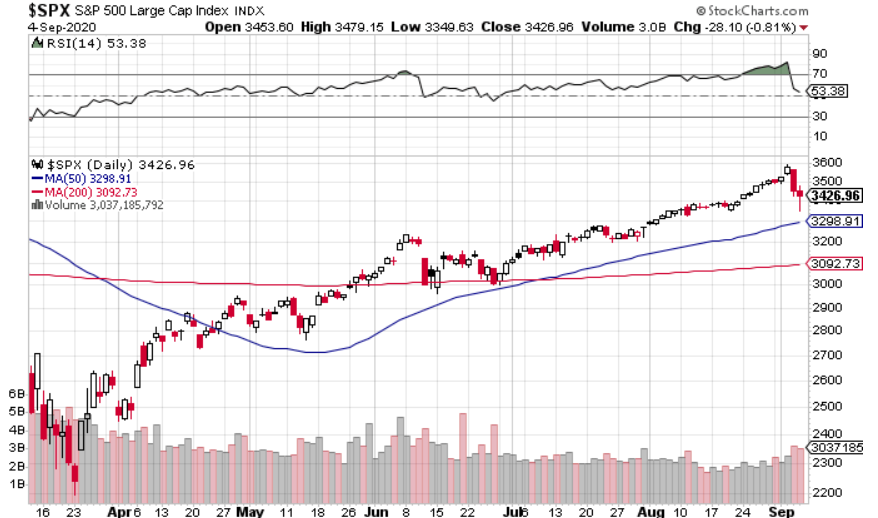 $SPX S&P 500 Large Cap Index INDX
© StockCharts.com
4-Sep-2020
Open 3453.60 High 3479.15 Low 3349.63 Close 3426.96 Volume 3.0B Chg -28.10 (-0.81%)
RSI(14) 53.38
90
70
53.38
30
10
$SPX (Daily) 3426.96
MA(50) 3298.91
MA(200) 3092.73
Volume 3,037,185,792
3600
3500
3426.96
3298.91
3200
3092.73
3000
2900
2800
2700
2600
2500
2400
2300
2200
6B
5B
4B
3B
2B
1B
3037185
16 23 Apr 6 13 20 27 May 11 18 26 Jun 8 15 22 Jul 6 13 20 27 Aug 10 17 24 Sep